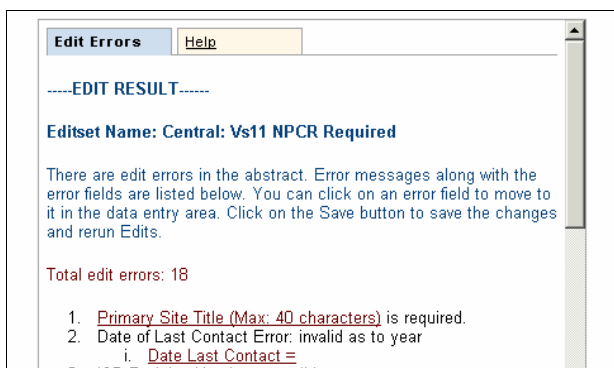 Edit Errors Help
-----EDIT RESULT------
Editset Name: Central: Vs11 NPCR Required
There are edit errors in the abstract. Error messages along with the
error fields are listed below. You can click on an error field to move to
it in the data entry area. Click on the Save button to save the changes
and rerun Edits.
Total edit errors: 18
1. Primary Site Title (Max: 40 characters) is required.
2. Date of Last Contact Error: invalid as to year
i. Date Last Contact =